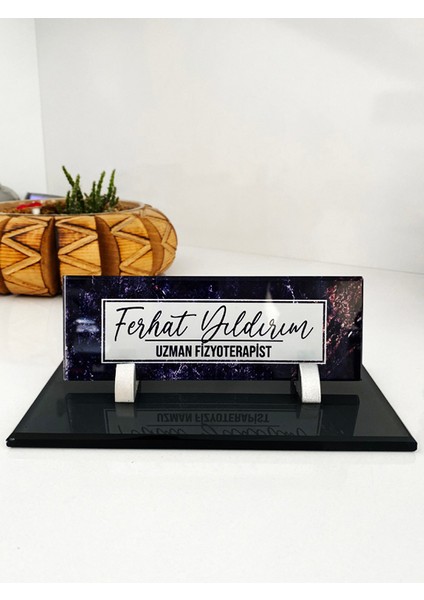 Ferhat Yıldırım
UZMAN FİZYOTERAPİST